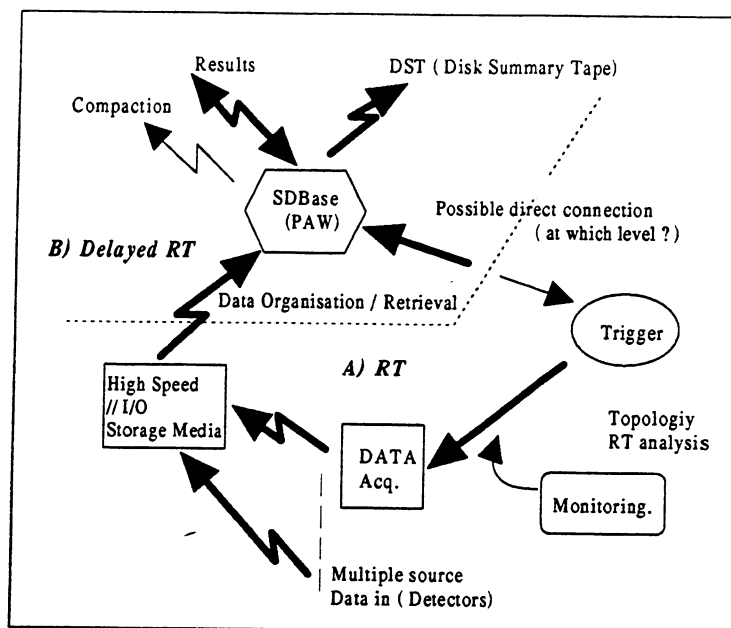 Results
DST ( Disk Summary Tape)
Compaction
SDBase
(PAW)
Possible direct connection
( at which level ? )
B) Delayed RT
Data Organisation / Retrieval
Trigger
A) RT
High Speed
// I/O
Storage Media
Topologiy
RT analysis
DATA
Acq.
Monitoring.
Multiple source
Data in ( Detectors)